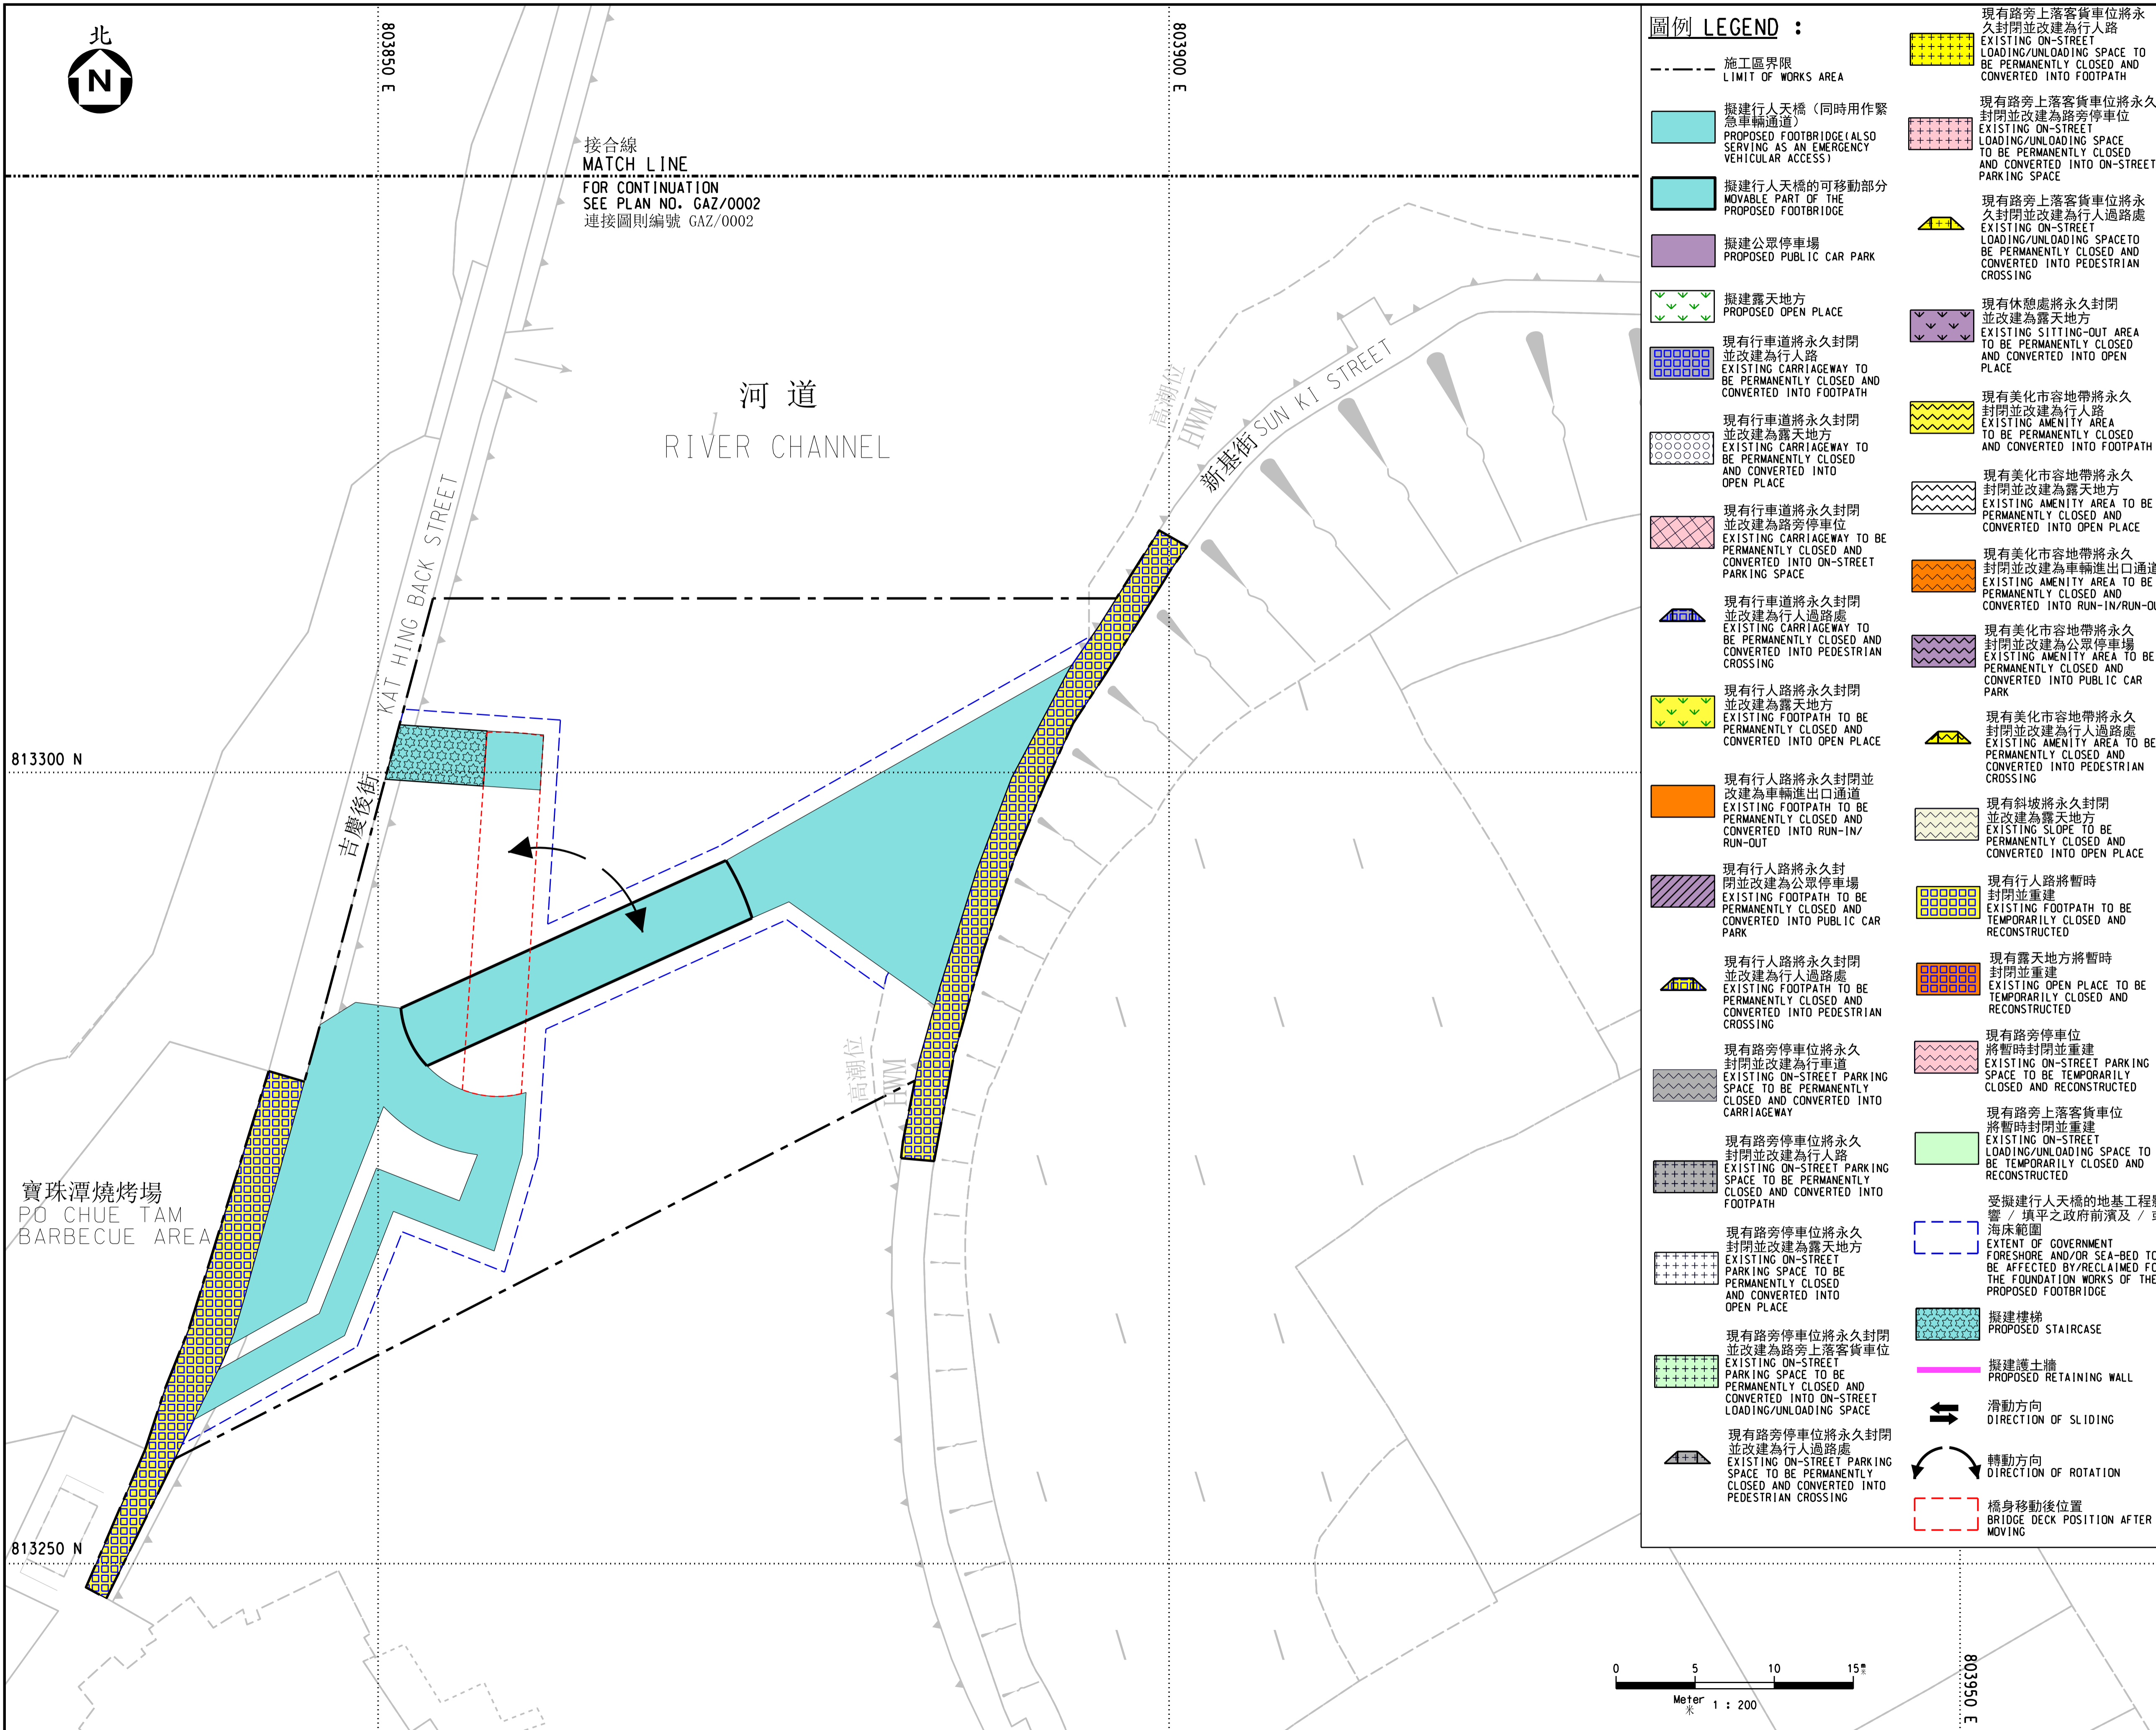 北
N
803850 E
803900 E
接合線
MATCH LINE
FOR CONTINUATION
SEE PLAN NO. GAZ/0002
連接圖則編號 GAZ/0002
河 道
RIVER CHANNEL
高潮位
HWM
新基街 SUN KI STREET
KAT HING BACK STREET
吉慶後街
813300 N
高潮位
HWM
寶珠潭燒烤場
PO CHUE TAM
BARBECUE AREA
813250 N
803950 E
0 5 10 15 m
米
Meter 1 : 200
米
圖例 LEGEND :
施工區界限
LIMIT OF WORKS AREA
擬建行人天橋（同時用作緊
急車輛通道）
PROPOSED FOOTBRIDGE(ALSO
SERVING AS AN EMERGENCY
VEHICULAR ACCESS)
擬建行人天橋的可移動部分
MOVABLE PART OF THE
PROPOSED FOOTBRIDGE
擬建公眾停車場
PROPOSED PUBLIC CAR PARK
擬建露天地方
PROPOSED OPEN PLACE
現有行車道將永久封閉
並改建為行人路
EXISTING CARRIAGEWAY TO
BE PERMANENTLY CLOSED AND
CONVERTED INTO FOOTPATH
現有行車道將永久封閉
並改建為露天地方
EXISTING CARRIAGEWAY TO
BE PERMANENTLY CLOSED
AND CONVERTED INTO
OPEN PLACE
現有行車道將永久封閉
並改建為路旁停車位
EXISTING CARRIAGEWAY TO BE
PERMANENTLY CLOSED AND
CONVERTED INTO ON-STREET
PARKING SPACE
現有行車道將永久封閉
並改建為行人過路處
EXISTING CARRIAGEWAY TO
BE PERMANENTLY CLOSED AND
CONVERTED INTO PEDESTRIAN
CROSSING
現有行人路將永久封閉
並改建為露天地方
EXISTING FOOTPATH TO BE
PERMANENTLY CLOSED AND
CONVERTED INTO OPEN PLACE
現有行人路將永久封閉並
改建為車輛進出口通道
EXISTING FOOTPATH TO BE
PERMANENTLY CLOSED AND
CONVERTED INTO RUN-IN/
RUN-OUT
現有行人路將永久封
閉並改建為公眾停車場
EXISTING FOOTPATH TO BE
PERMANENTLY CLOSED AND
CONVERTED INTO PUBLIC CAR
PARK
現有行人路將永久封閉
並改建為行人過路處
EXISTING FOOTPATH TO BE
PERMANENTLY CLOSED AND
CONVERTED INTO PEDESTRIAN
CROSSING
現有路旁停車位將永久
封閉並改建為行車道
EXISTING ON-STREET PARKING
SPACE TO BE PERMANENTLY
CLOSED AND CONVERTED INTO
CARRIAGEWAY
現有路旁停車位將永久
封閉並改建為行人路
EXISTING ON-STREET PARKING
SPACE TO BE PERMANENTLY
CLOSED AND CONVERTED INTO
FOOTPATH
現有路旁停車位將永久
封閉並改建為露天地方
EXISTING ON-STREET
PARKING SPACE TO BE
PERMANENTLY CLOSED
AND CONVERTED INTO
OPEN PLACE
現有路旁停車位將永久封閉
並改建為路旁上落客貨車位
EXISTING ON-STREET
PARKING SPACE TO BE
PERMANENTLY CLOSED AND
CONVERTED INTO ON-STREET
LOADING/UNLOADING SPACE
現有路旁停車位將永久封閉
並改建為行人過路處
EXISTING ON-STREET PARKING
SPACE TO BE PERMANENTLY
CLOSED AND CONVERTED INTO
PEDESTRIAN CROSSING
現有路旁上落客貨車位將永
久封閉並改建為行人路
EXISTING ON-STREET
LOADING/UNLOADING SPACE TO
BE PERMANENTLY CLOSED AND
CONVERTED INTO FOOTPATH
現有路旁上落客貨車位將永久
封閉並改建為路旁停車位
EXISTING ON-STREET
LOADING/UNLOADING SPACE
TO BE PERMANENTLY CLOSED
AND CONVERTED INTO ON-STREET
PARKING SPACE
現有路旁上落客貨車位將永
久封閉並改建為行人過路處
EXISTING ON-STREET
LOADING/UNLOADING SPACETO
BE PERMANENTLY CLOSED AND
CONVERTED INTO PEDESTRIAN
CROSSING
現有休憩處將永久封閉
並改建為露天地方
EXISTING SITTING-OUT AREA
TO BE PERMANENTLY CLOSED
AND CONVERTED INTO OPEN
PLACE
現有美化市容地帶將永久
封閉並改建為行人路
EXISTING AMENITY AREA
TO BE PERMANENTLY CLOSED
AND CONVERTED INTO FOOTPATH
現有美化市容地帶將永久
封閉並改建為露天地方
EXISTING AMENITY AREA TO BE
PERMANENTLY CLOSED AND
CONVERTED INTO OPEN PLACE
現有美化市容地帶將永久
封閉並改建為車輛進出口通道
EXISTING AMENITY AREA TO BE
PERMANENTLY CLOSED AND
CONVERTED INTO RUN-IN/RUN-OU
現有美化市容地帶將永久
封閉並改建為公眾停車場
EXISTING AMENITY AREA TO BE
PERMANENTLY CLOSED AND
CONVERTED INTO PUBLIC CAR
PARK
現有美化市容地帶將永久
封閉並改建為行人過路處
EXISTING AMENITY AREA TO BE
PERMANENTLY CLOSED AND
CONVERTED INTO PEDESTRIAN
CROSSING
現有斜坡將永久封閉
並改建為露天地方
EXISTING SLOPE TO BE
PERMANENTLY CLOSED AND
CONVERTED INTO OPEN PLACE
現有行人路將暫時
封閉並重建
EXISTING FOOTPATH TO BE
TEMPORARILY CLOSED AND
RECONSTRUCTED
現有露天地方將暫時
封閉並重建
EXISTING OPEN PLACE TO BE
TEMPORARILY CLOSED AND
RECONSTRUCTED
現有路旁停車位
將暫時封閉並重建
EXISTING ON-STREET PARKING
SPACE TO BE TEMPORARILY
CLOSED AND RECONSTRUCTED
現有路旁上落客貨車位
將暫時封閉並重建
EXISTING ON-STREET
LOADING/UNLOADING SPACE TO
BE TEMPORARILY CLOSED AND
RECONSTRUCTED
受擬建行人天橋的地基工程影
響 / 填平之政府前濱及 / 或
海床範圍
EXTENT OF GOVERNMENT
FORESHORE AND/OR SEA-BED TO
BE AFFECTED BY/RECLAIMED FO
THE FOUNDATION WORKS OF THE
PROPOSED FOOTBRIDGE
擬建樓梯
PROPOSED STAIRCASE
擬建護土牆
PROPOSED RETAINING WALL
滑動方向
DIRECTION OF SLIDING
轉動方向
DIRECTION OF ROTATION
橋身移動後位置
BRIDGE DECK POSITION AFTER
MOVING